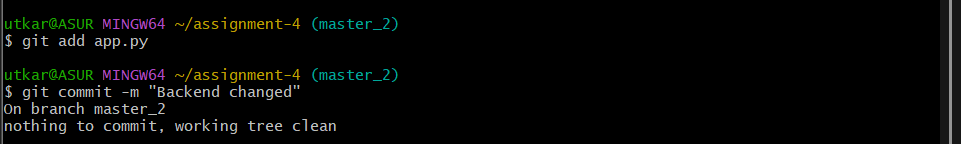 utkar@ASUR MINGW64 ~/assignment-4 (master_2)
$ git add app.py
utkar@ASUR MINGW64 ~/assignment-4 (master_2)
$ git commit -m "Backend changed"
On branch master_2
nothing to commit, working tree clean